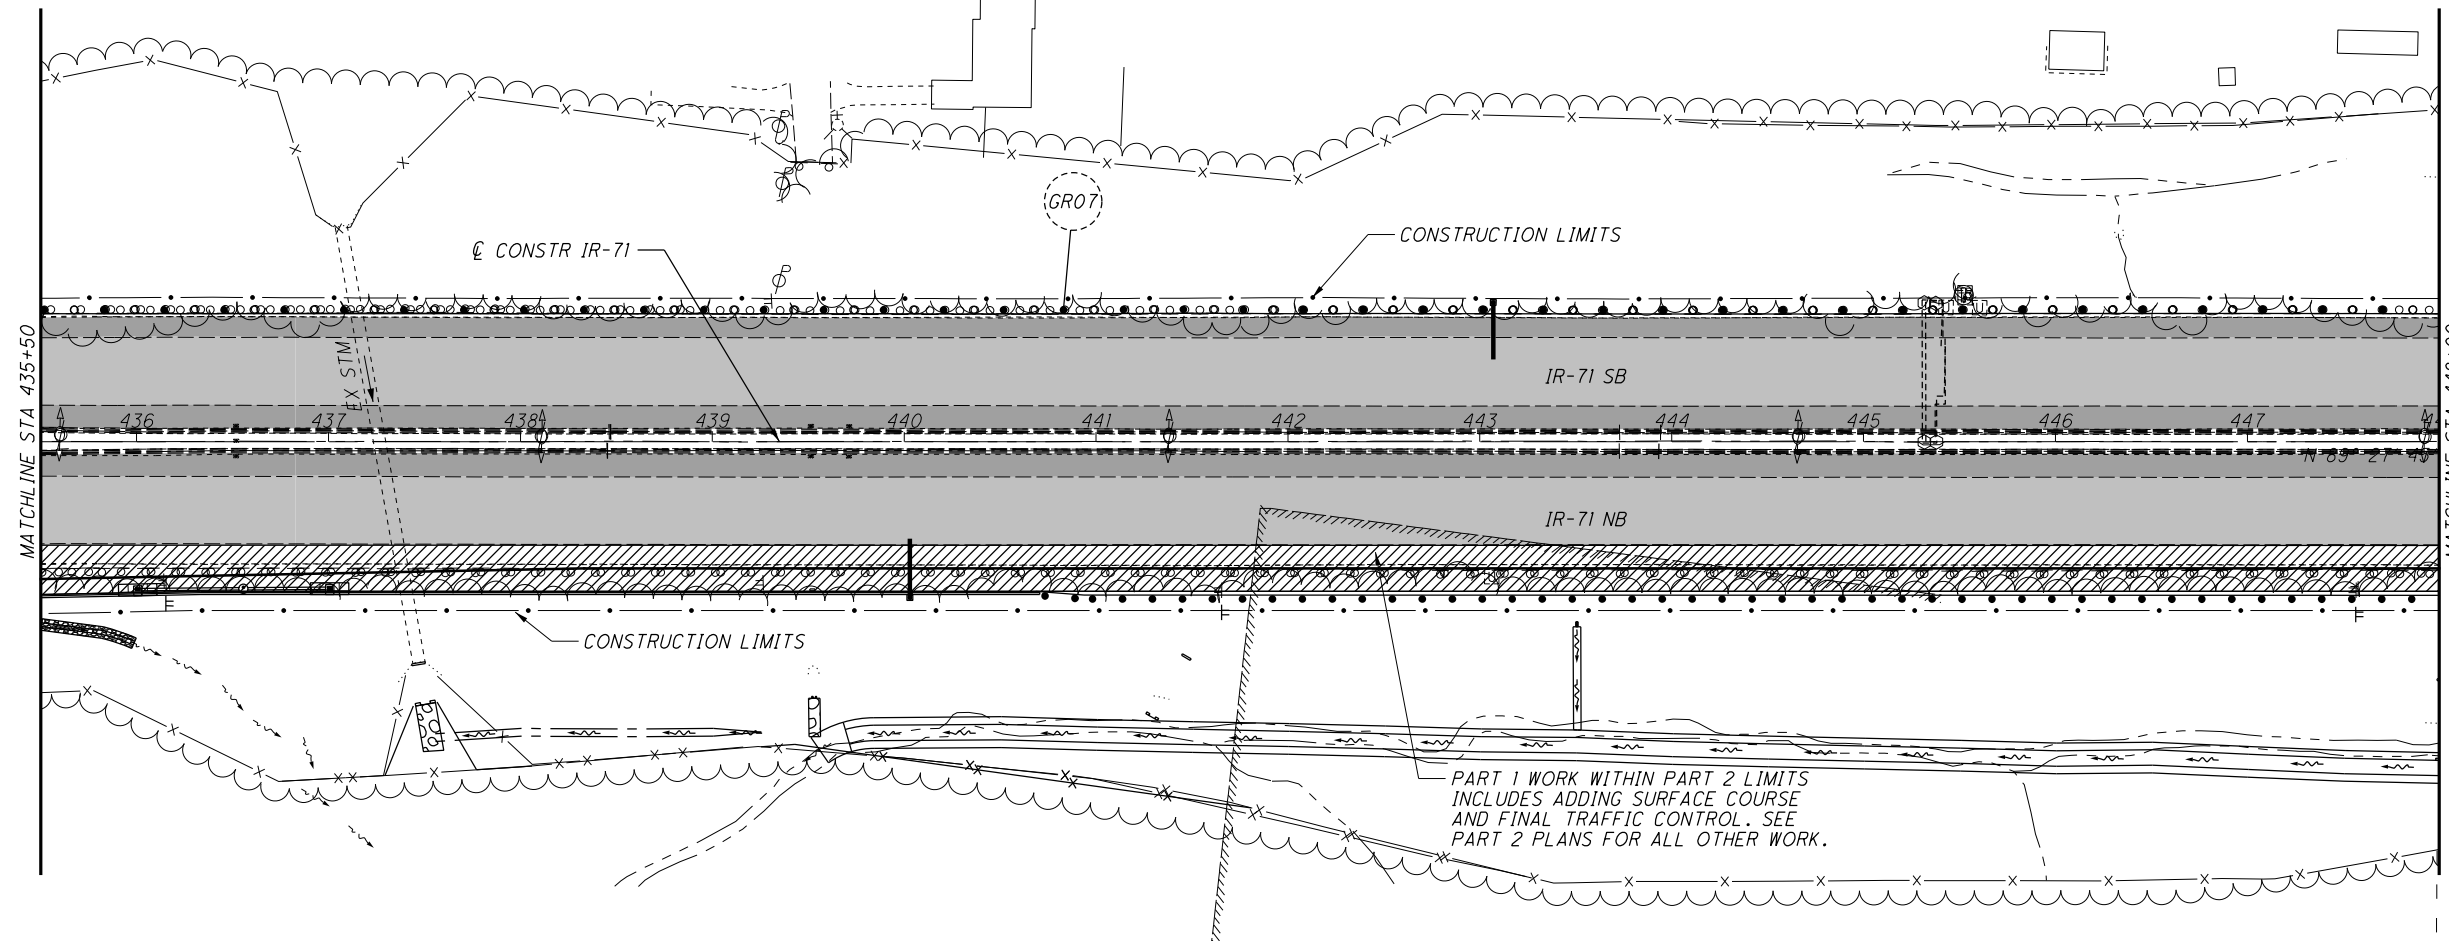 GR07
CONSTRUCTION LIMITS
℄ CONSTR IR-71
MATCHLINE STA 435+50
EX STM
IR-71 SB
436 437 438 439 440 441 442 443 444 445 446 447
IR-71 NB
CONSTRUCTION LIMITS
PART 1 WORK WITHIN PART 2 LIMITS
INCLUDES ADDING SURFACE COURSE
AND FINAL TRAFFIC CONTROL. SEE
PART 2 PLANS FOR ALL OTHER WORK.